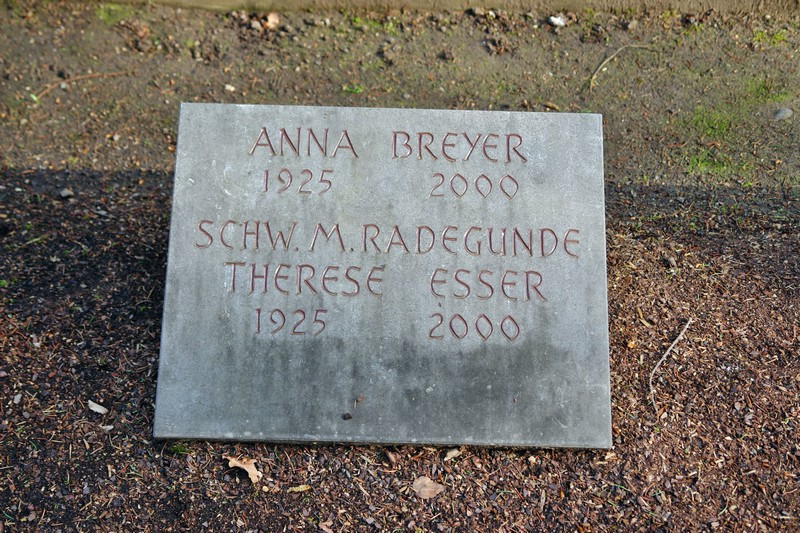 ANNA BREYER
1925 2000
SCHW. M. RADEGUNDE
THERESE ESSER
1925 2000